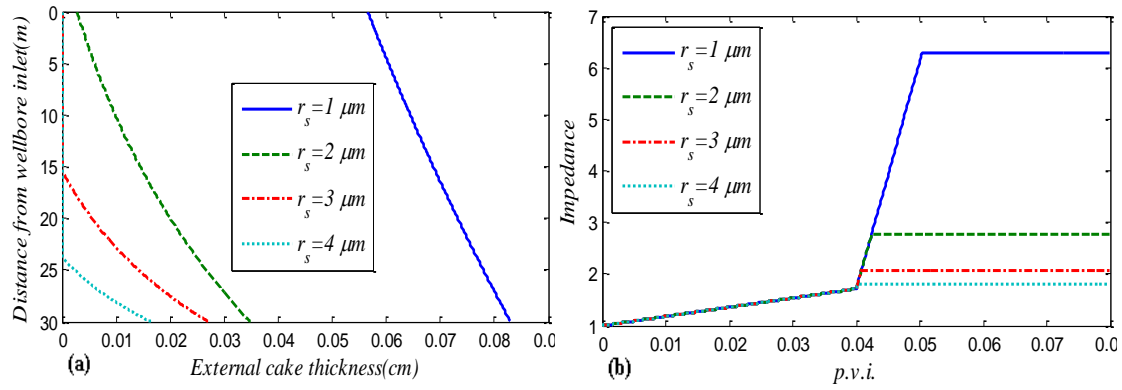 Distance from wellbore inlet(m)
0
5
10
15
20
25
30
0
0.01
0.02
0.03
0.04
0.05
0.06
0.07
0.08
0.0
r_s=1 μm
r_s=2 μm
r_s=3 μm
r_s=4 μm
(a)
External cake thickness(cm)
Impedance
7
6
5
4
3
2
1
0
0.01
0.02
0.03
0.04
0.05
0.06
0.07
0.0
r_s=1 μm
r_s=2 μm
r_s=3 μm
r_s=4 μm
(b)
p.v.i.